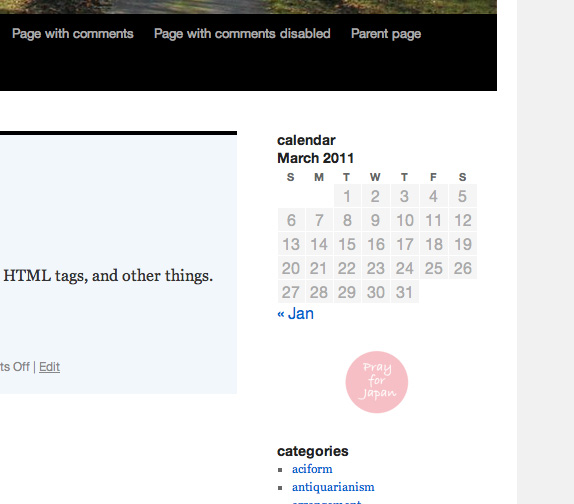 Page with comments Page with comments disabled Parent page
calendar
March 2011
S M T W T F S
1 2 3 4 5
6 7 8 9 10 11 12
13 14 15 16 17 18 19
20 21 22 23 24 25 26
27 28 29 30 31
« Jan
HTML tags, and other things.
ts Off | Edit
Pray
for
Japan
categories
aciform
antiquarianism